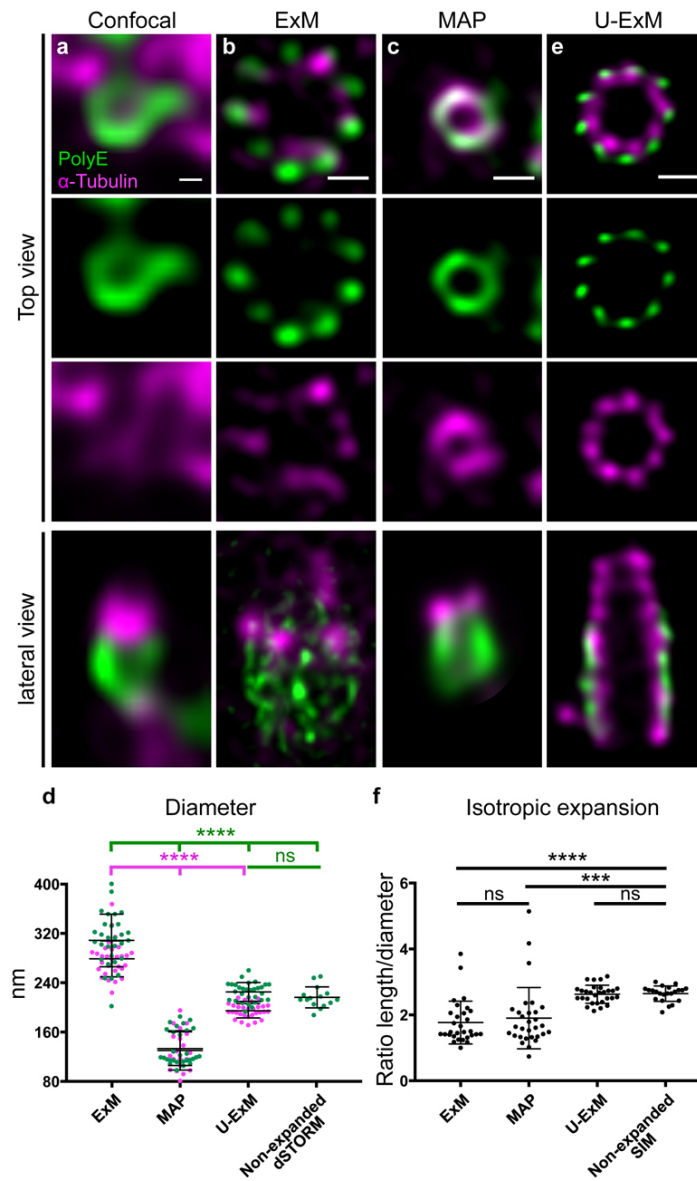 Confocal ExM MAP U-ExM
a b c e
PolyE
α-Tubulin
Top view
lateral view
d Diameter
****
**** ns
400
320
240
160
80
nm
ExM
MAP
U-ExM
Non-expanded
dSTORM
f Isotropic expansion
****
***
ns ns
6
4
2
0
Ratio length/diameter
ExM
MAP
U-ExM
Non-expanded
SIM